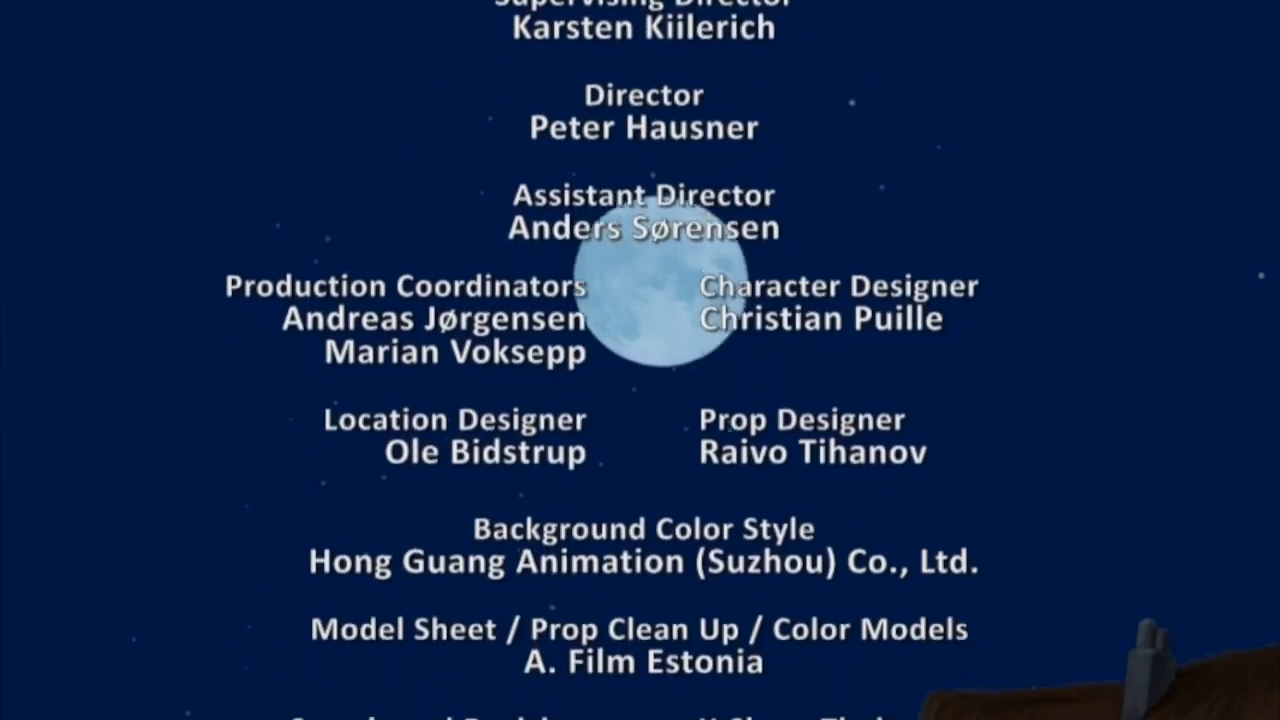 Supervising Director
Karsten Kiilerich
Director
Peter Hausner
Assistant Director
Anders Sørensen
Production Coordinators
Andreas Jørgensen
Marian Voksepp
Character Designer
Christian Puille
Location Designer
Ole Bidstrup
Prop Designer
Raivo Tihanov
Background Color Style
Hong Guang Animation (Suzhou) Co., Ltd.
Model Sheet / Prop Clean Up / Color Models
A. Film Estonia